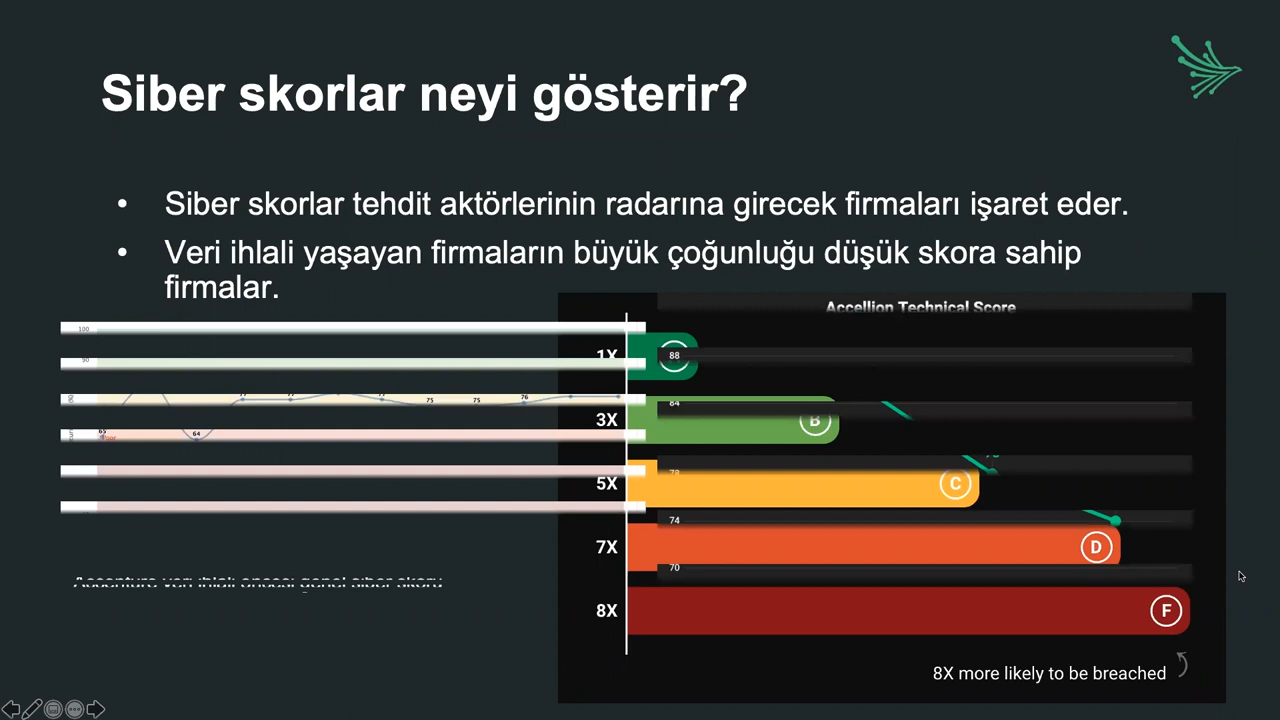 Siber skorlar neyi gösterir?
• Siber skorlar tehdit aktörlerinin radarına girecek firmaları işaret eder.
• Veri ihlali yaşayan firmaların büyük çoğunluğu düşük skora sahip
firmalar.
Accellion Technical Score
100
90
1X
88
84
77
75
75
76
3X
B
65
64
5X
C
74
7X
D
70
8X
F
8X more likely to be breached